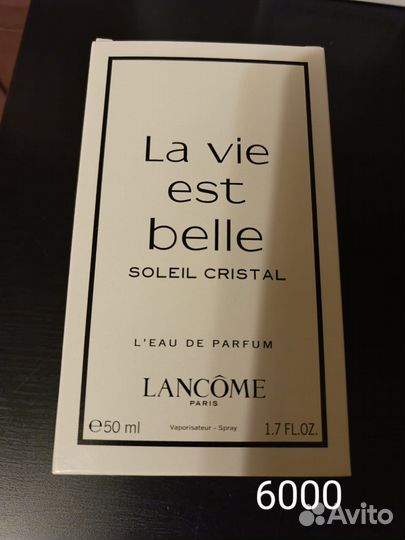 La vie
est
belle
SOLEIL CRISTAL
L'EAU DE PARFUM
LANCÔME
PARIS
℮50 ml Vaporisateur - Spray 1.7 FL.OZ.
6000
Avito